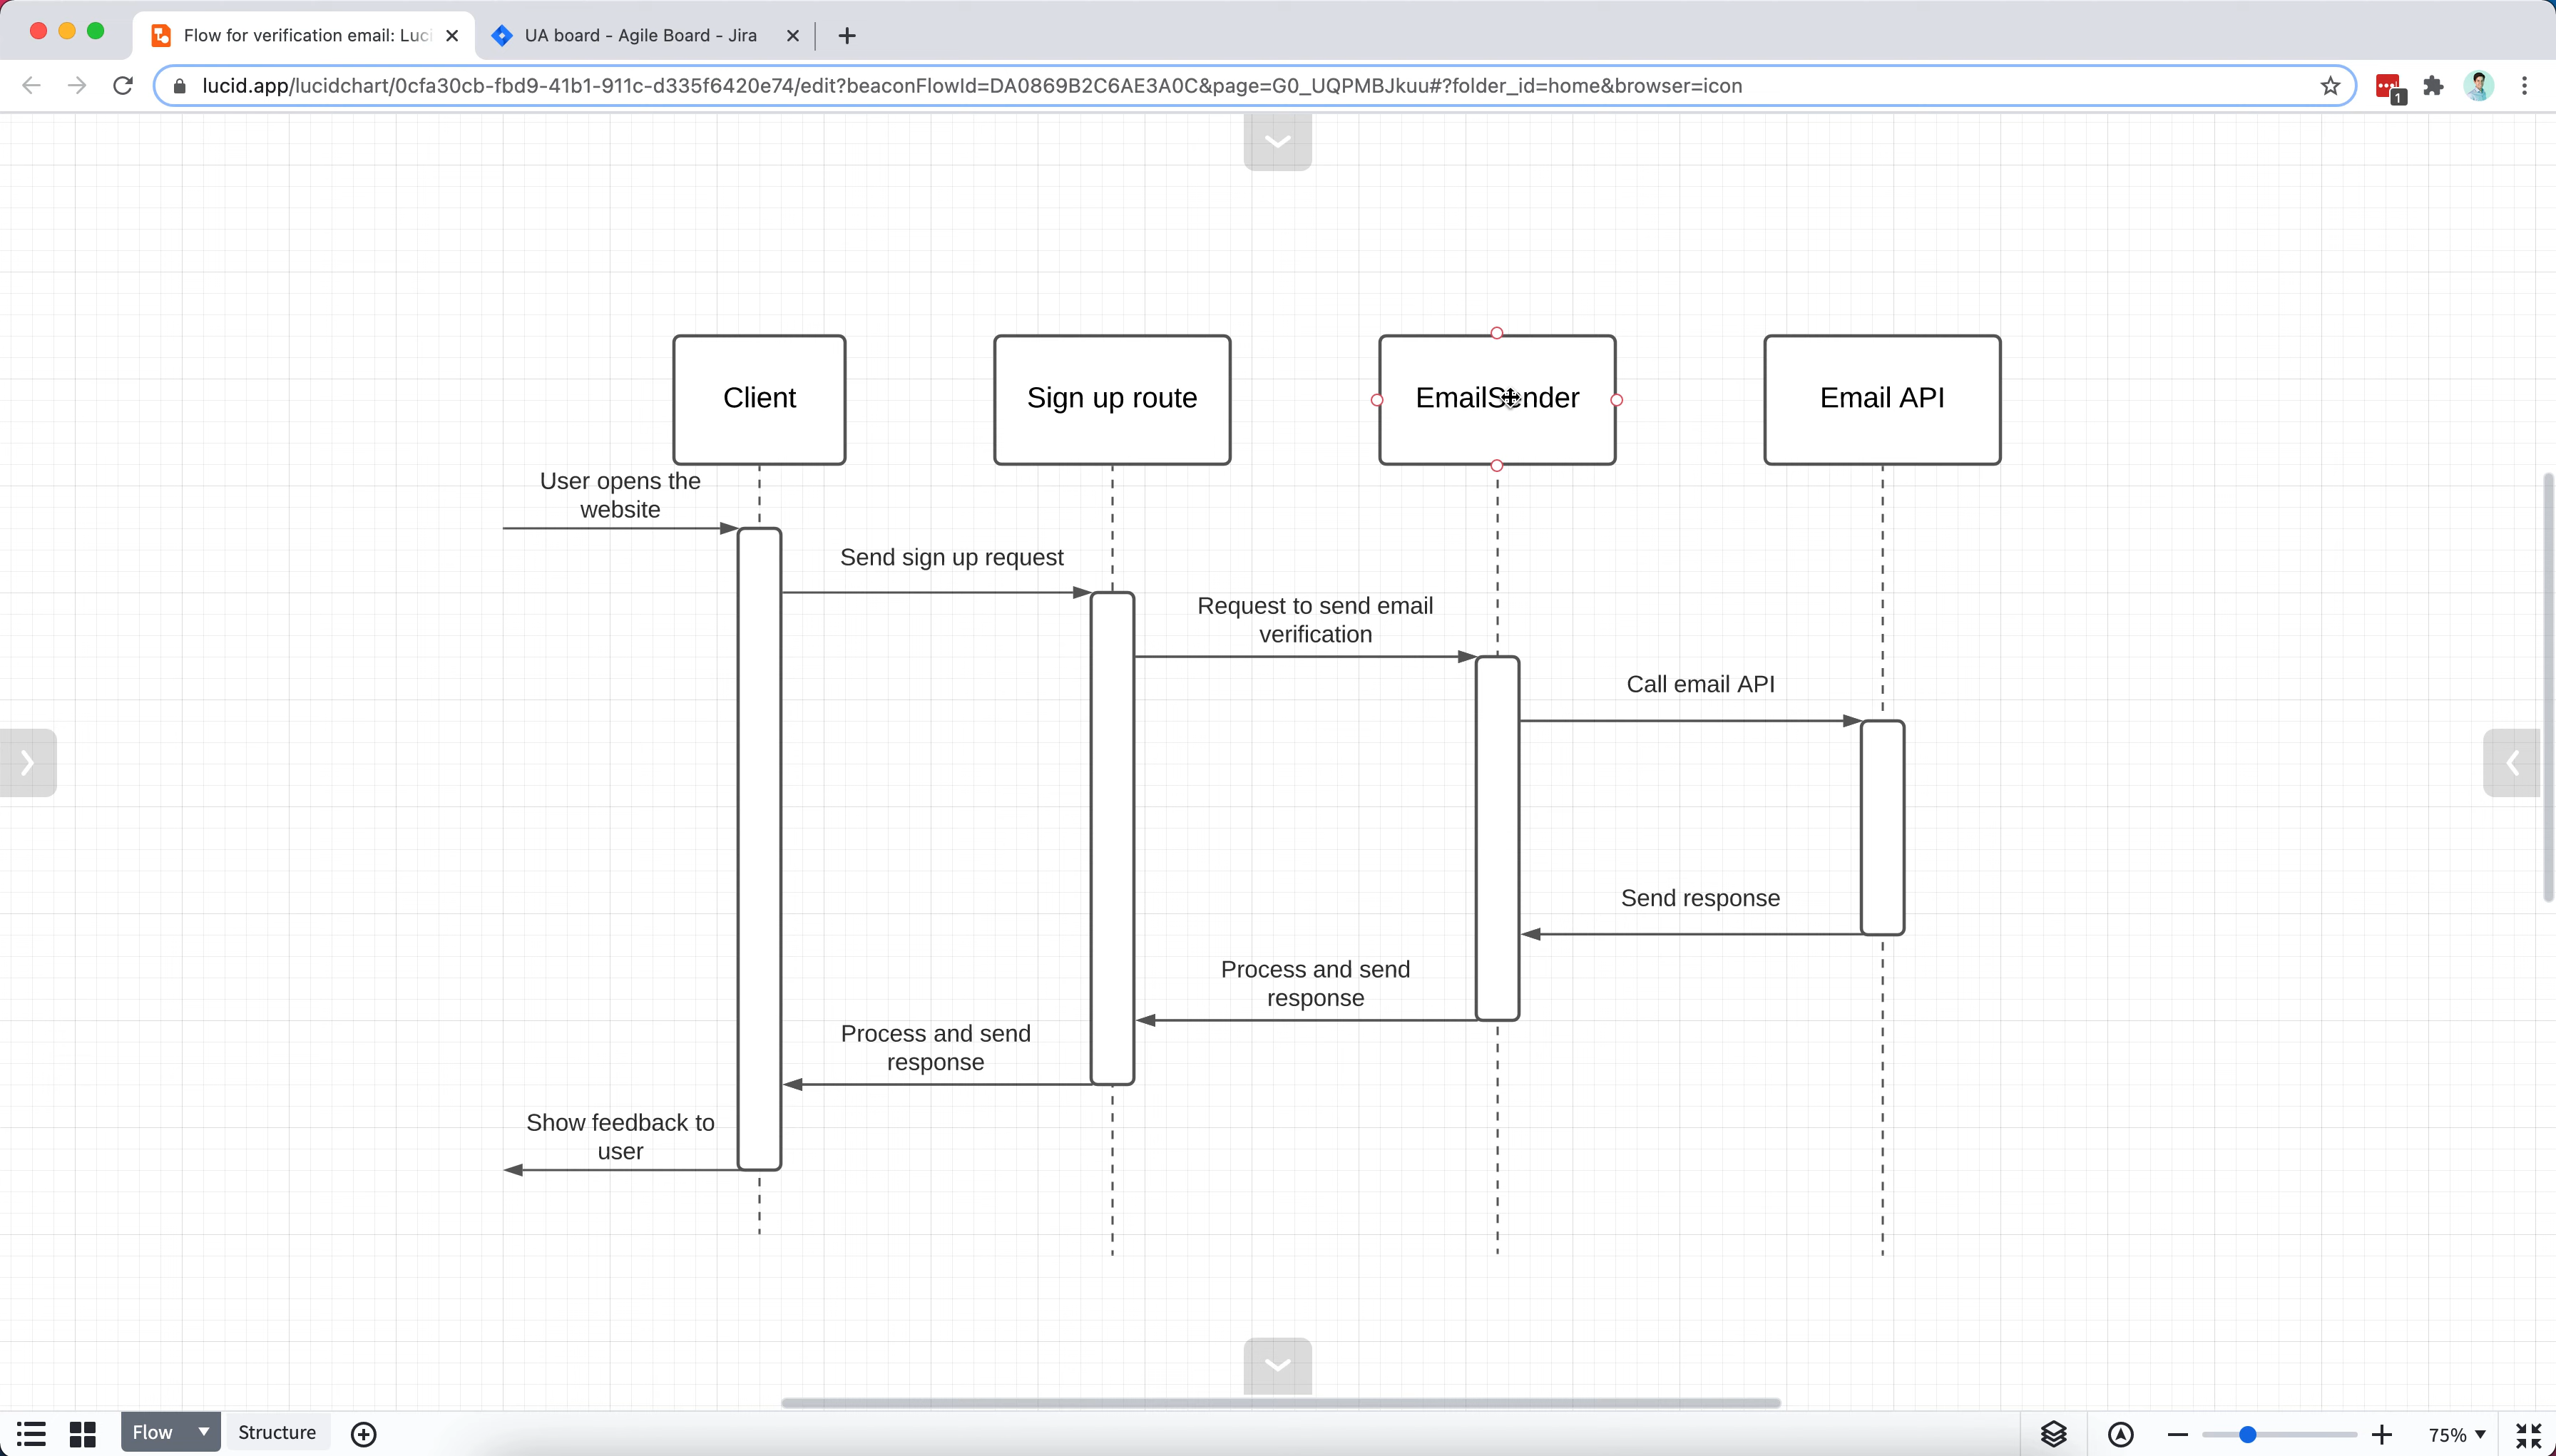 Flow for verification email: Luci
UA board - Agile Board - Jira
lucid.app/lucidchart/0cfa30cb-fbd9-41b1-911c-d335f6420e74/edit?beaconFlowId=DA0869B2C6AE3A0C&page=G0_UQPMBJkuu#?folder_id=home&browser=icon
1
Client
Sign up route
EmailSender
Email API
User opens the
website
Send sign up request
Request to send email
verification
Call email API
Send response
Process and send
response
Process and send
response
Show feedback to
user
Flow
Structure
75%